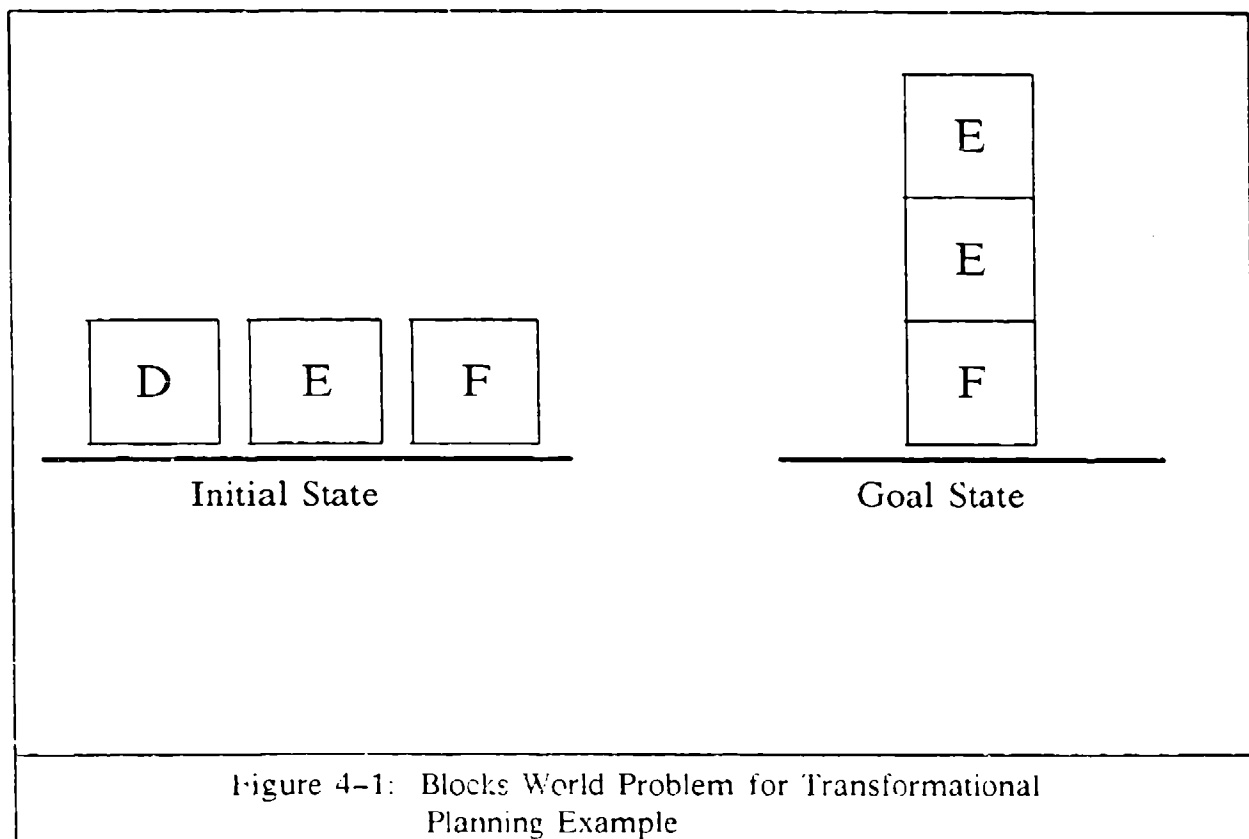 E
E
D E F F
Initial State Goal State
Figure 4-1: Blocks World Problem for Transformational
Planning Example